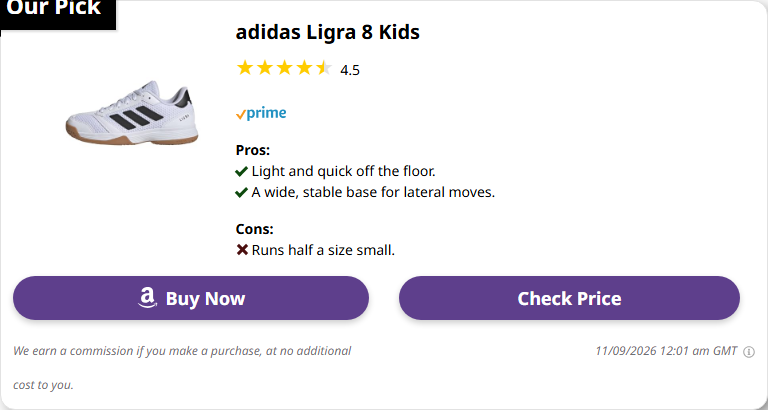 Our Pick
adidas Ligra 8 Kids
4.5
prime
Pros:
Light and quick off the floor.
A wide, stable base for lateral moves.
Cons:
Runs half a size small.
Buy Now
Check Price
We earn a commission if you make a purchase, at no additional
cost to you.
11/09/2026 12:01 am GMT